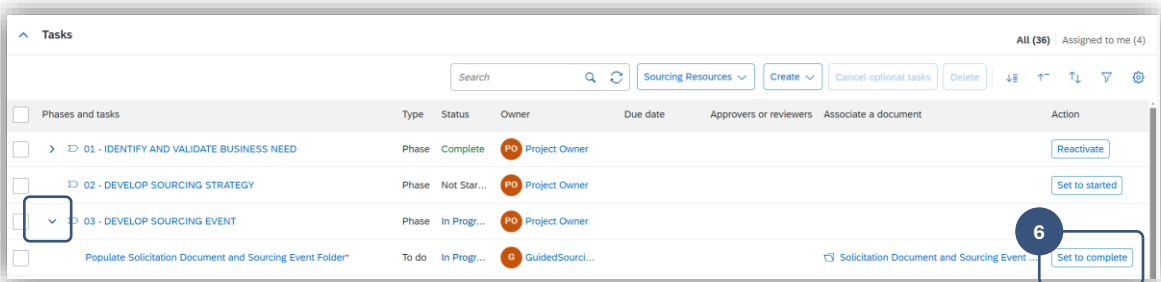 Tasks
All (36) Assigned to me (4)
Search Sourcing Resources Create Cancel optional tasks Delete
Phases and tasks Type Status Owner Due date Approvers or reviewers Associate a document Action
01 - IDENTIFY AND VALIDATE BUSINESS NEED Phase Complete PO Project Owner Reactivate
02 - DEVELOP SOURCING STRATEGY Phase Not Star... PO Project Owner Set to started
03 - DEVELOP SOURCING EVENT Phase In Progr... PO Project Owner
6
Populate Solicitation Document and Sourcing Event Folder* To do In Progr... G GuidedSourci... Solicitation Document and Sourcing Event ... Set to complete